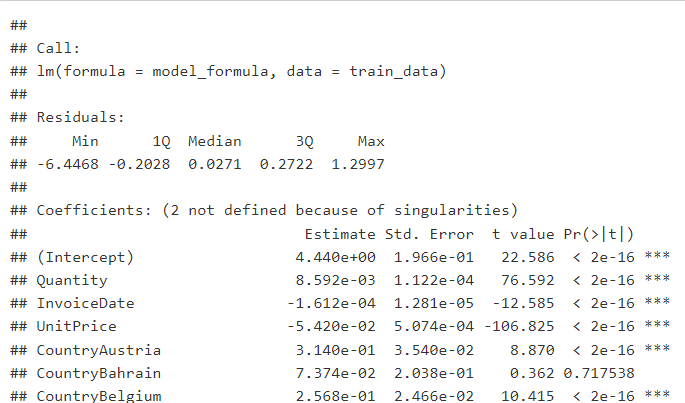 ##
## Call:
## lm(formula = model_formula, data = train_data)
##
## Residuals:
##     Min      1Q  Median      3Q     Max
## -6.4468 -0.2028  0.0271  0.2722  1.2997
##
## Coefficients: (2 not defined because of singularities)
##                               Estimate Std. Error  t value Pr(>|t|)
## (Intercept)                  4.440e+00  1.966e-01   22.586  < 2e-16 ***
## Quantity                     8.592e-03  1.122e-04   76.592  < 2e-16 ***
## InvoiceDate                 -1.612e-04  1.281e-05  -12.585  < 2e-16 ***
## UnitPrice                   -5.420e-02  5.074e-04 -106.825  < 2e-16 ***
## CountryAustria               3.140e-01  3.540e-02    8.870  < 2e-16 ***
## CountryBahrain               7.374e-02  2.038e-01    0.362 0.717538
## CountryBelgium               2.568e-01  2.466e-02   10.415  < 2e-16 ***